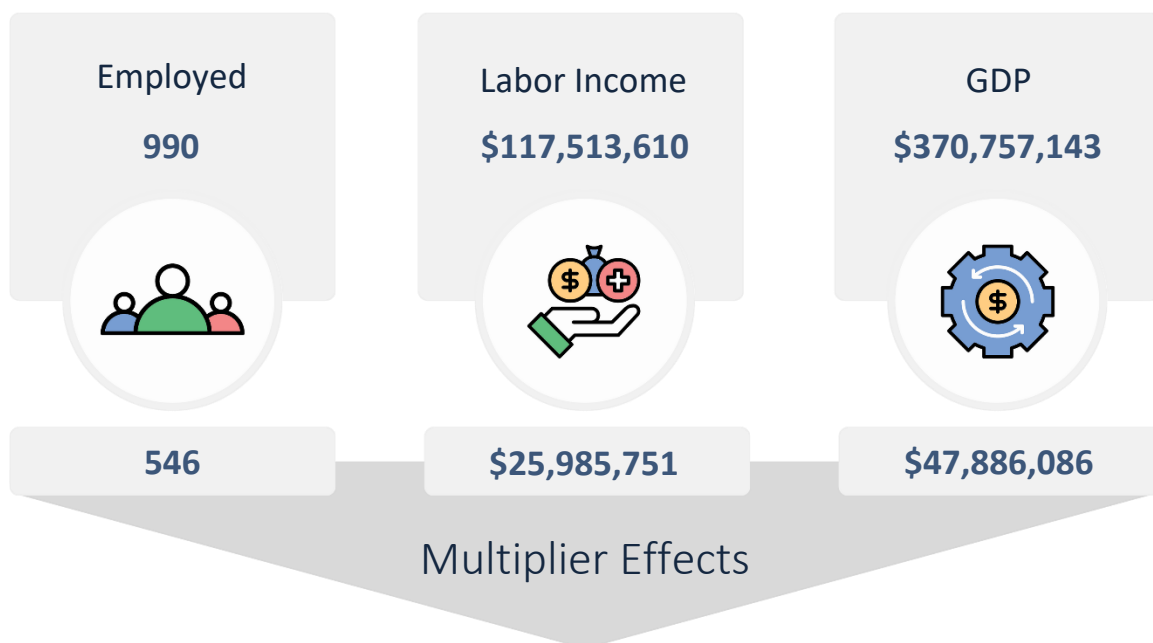 Employed
990
Labor Income
$117,513,610
GDP
$370,757,143
$
$
546
$25,985,751
$47,886,086
Multiplier Effects